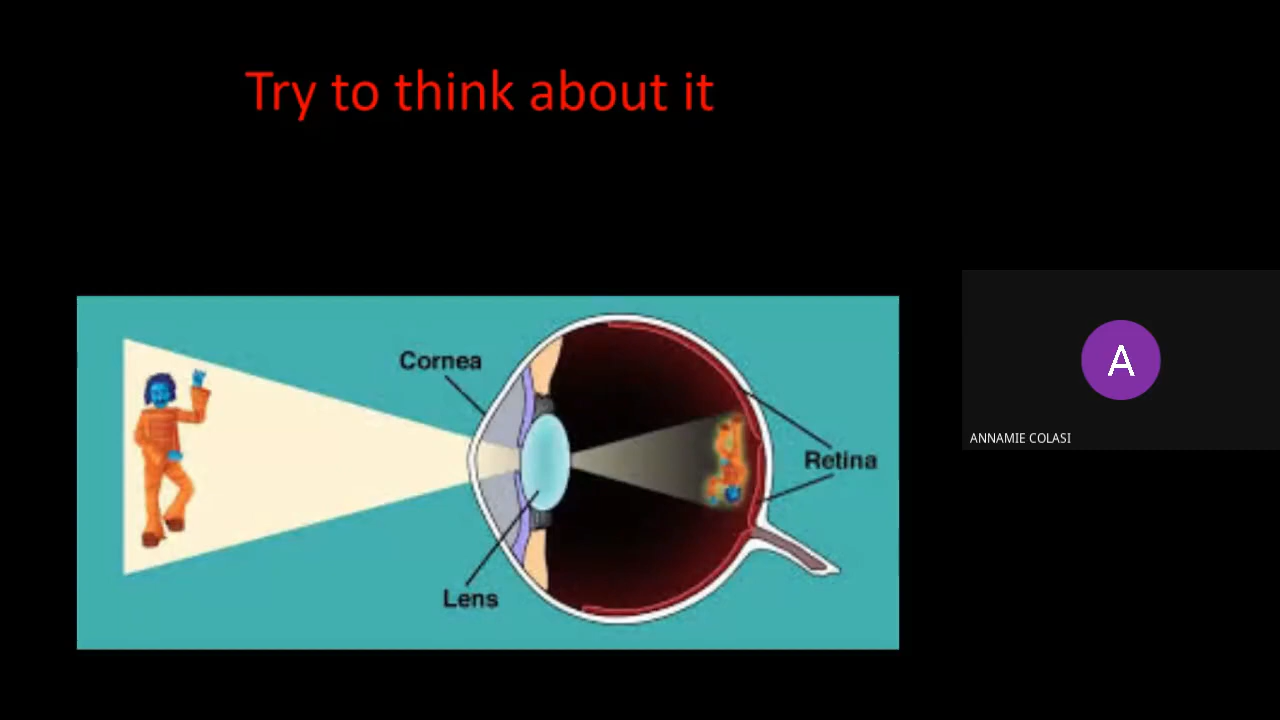 Try to think about it
Cornea
Retina
Lens
A
ANNAMIE COLASI